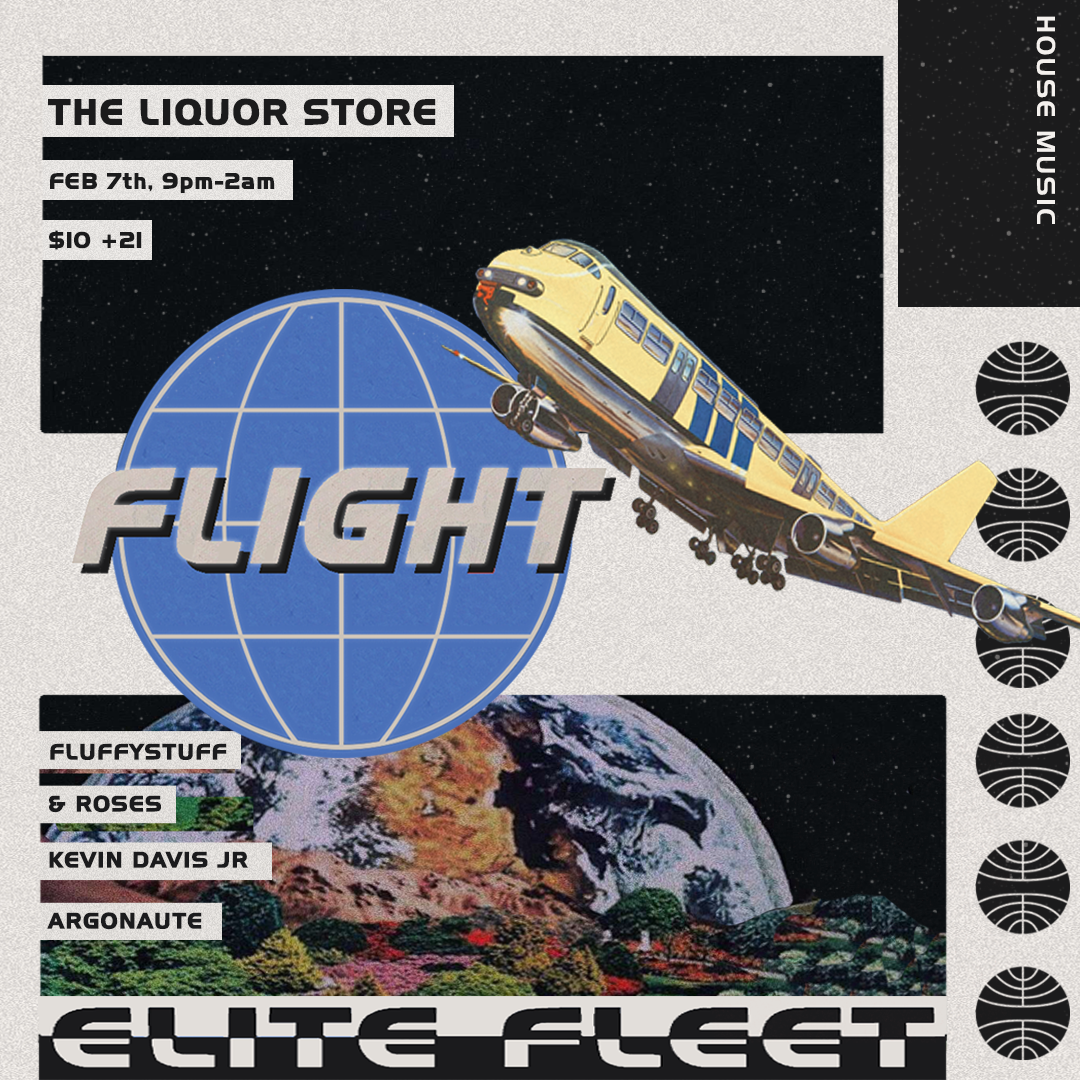 HOUSE MUSIC
THE LIQUOR STORE
FEB 7th, 9pm-2am
$10 +21
FLIGHT
FLUFFYSTUFF
& ROSES
KEVIN DAVIS JR
ARGONAUTE
ELITE FLEET